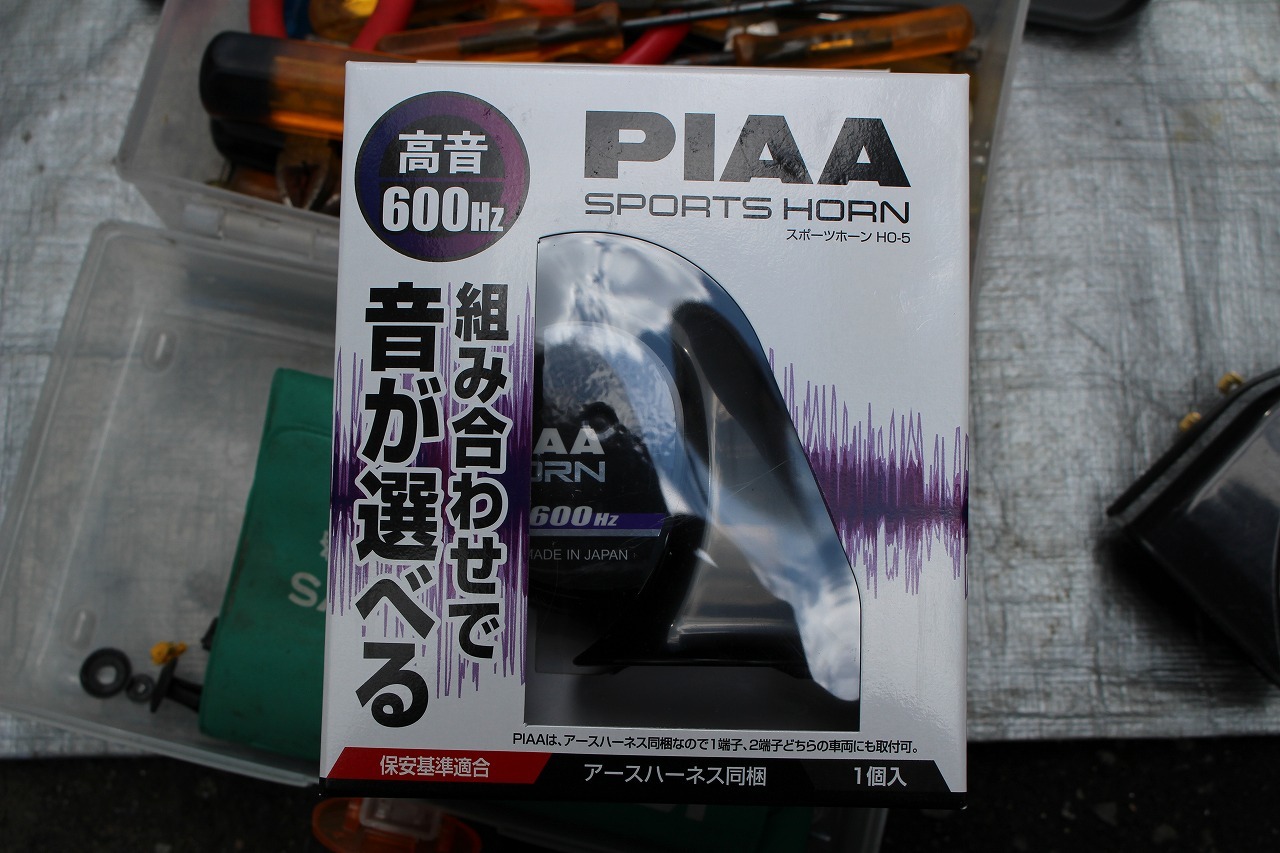 高音
600Hz
PIAA
SPORTS HORN
スポーツホーン HO-5
組み合わせで
音が選べる
IAA
ORN
600Hz
MADE IN JAPAN
PIAAは、アースハーネス同梱なので1端子、2端子どちらの車両にも取付可。
保安基準適合
アースハーネス同梱
1個入